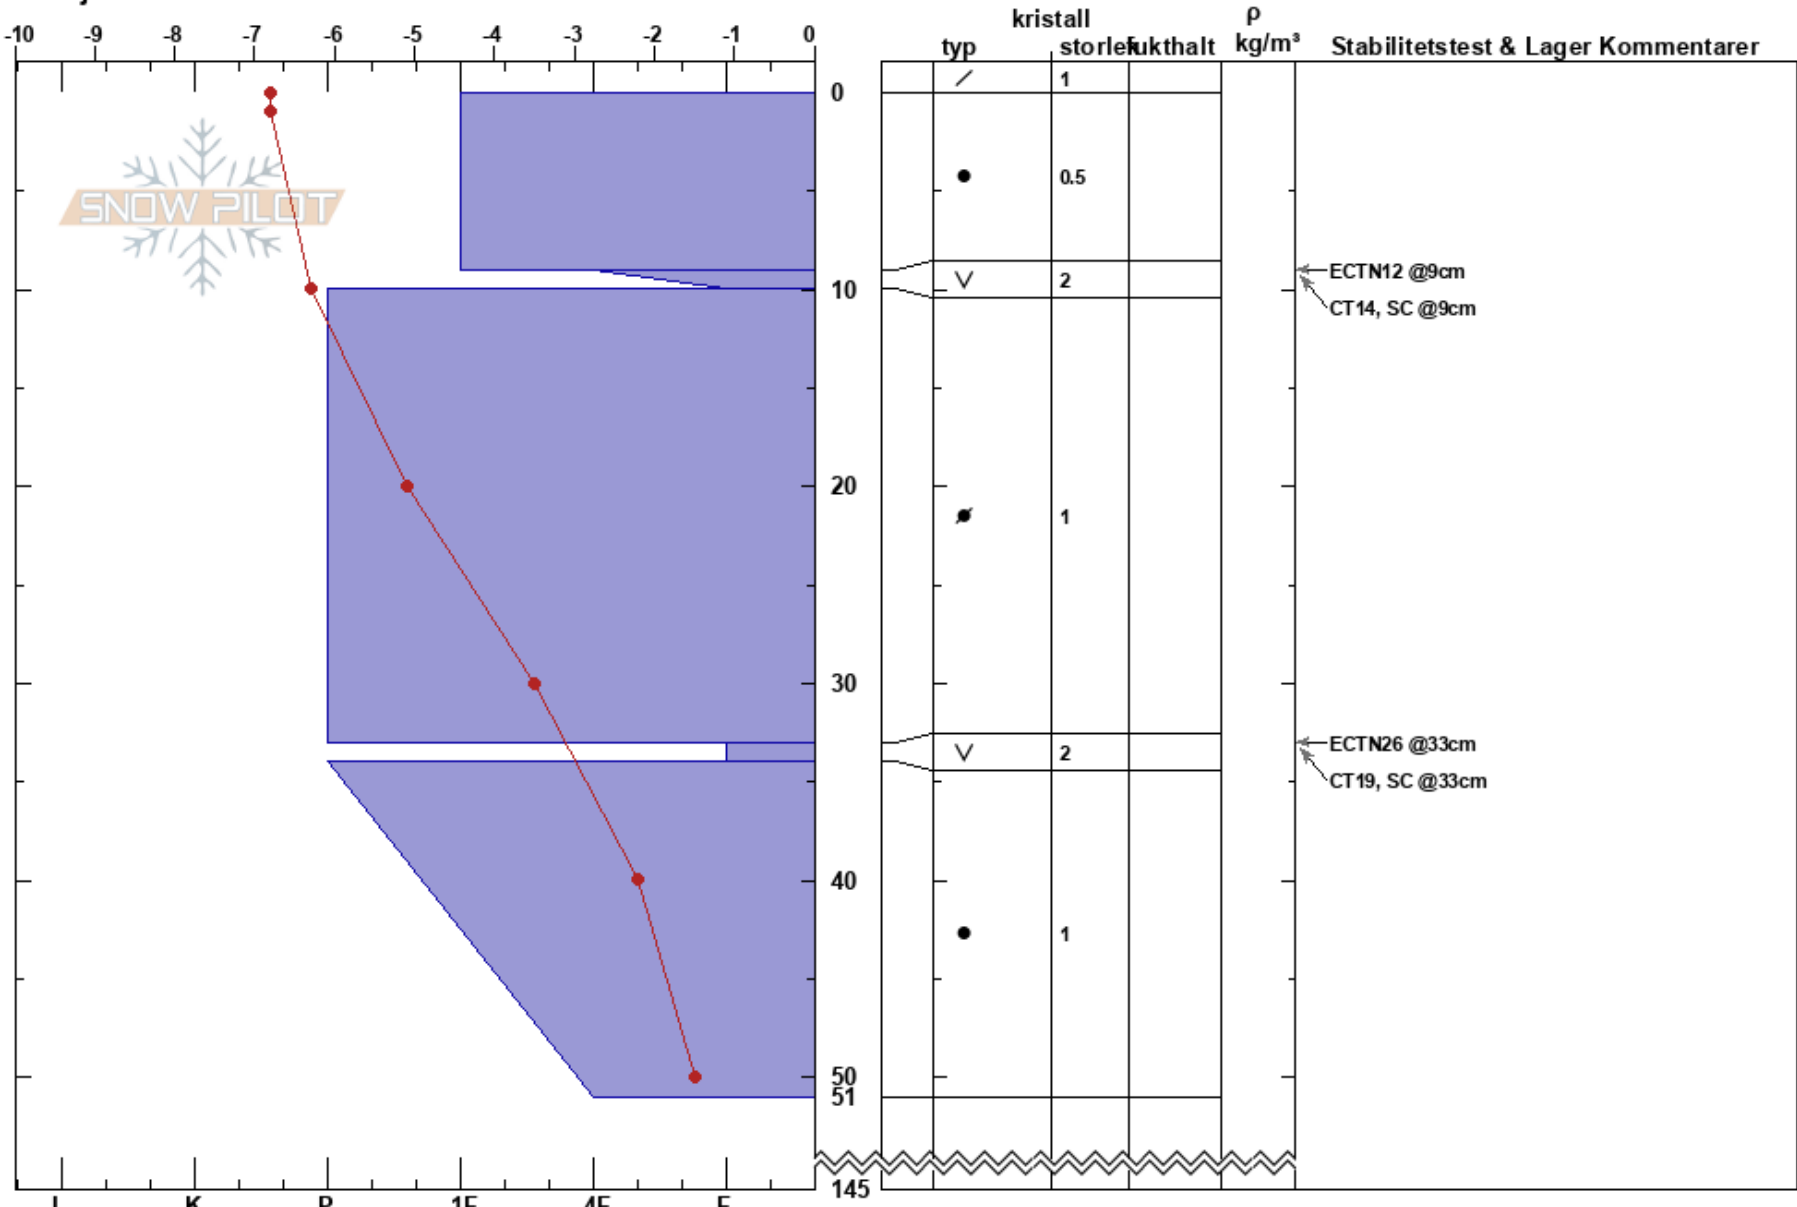 kristall
ρ
-10 -9 -8 -7 -6 -5 -4 -3 -2 -1 0
typ storlek fukthalt kg/m³ Stabilitetstest & Lager Kommentarer
1
0
SNOW PILOT
0.5
ECTN12 @9cm
2
10
CT14, SC @9cm
20
1
30
ECTN26 @33cm
2
CT19, SC @33cm
40
1
50
51
145
I K P 1F 4F F